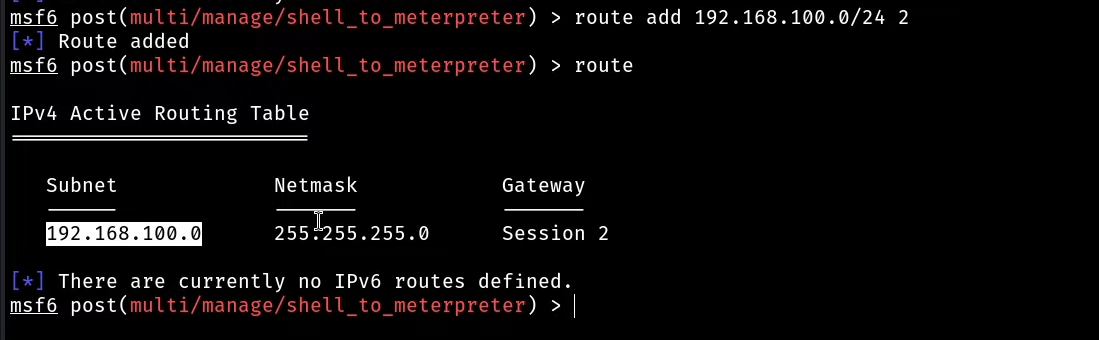 msf6 post(multi/manage/shell_to_meterpreter) > route add 192.168.100.0/24 2
[*] Route added
msf6 post(multi/manage/shell_to_meterpreter) > route
IPv4 Active Routing Table
Subnet Netmask Gateway
192.168.100.0 255.255.255.0 Session 2
[*] There are currently no IPv6 routes defined.
msf6 post(multi/manage/shell_to_meterpreter) >